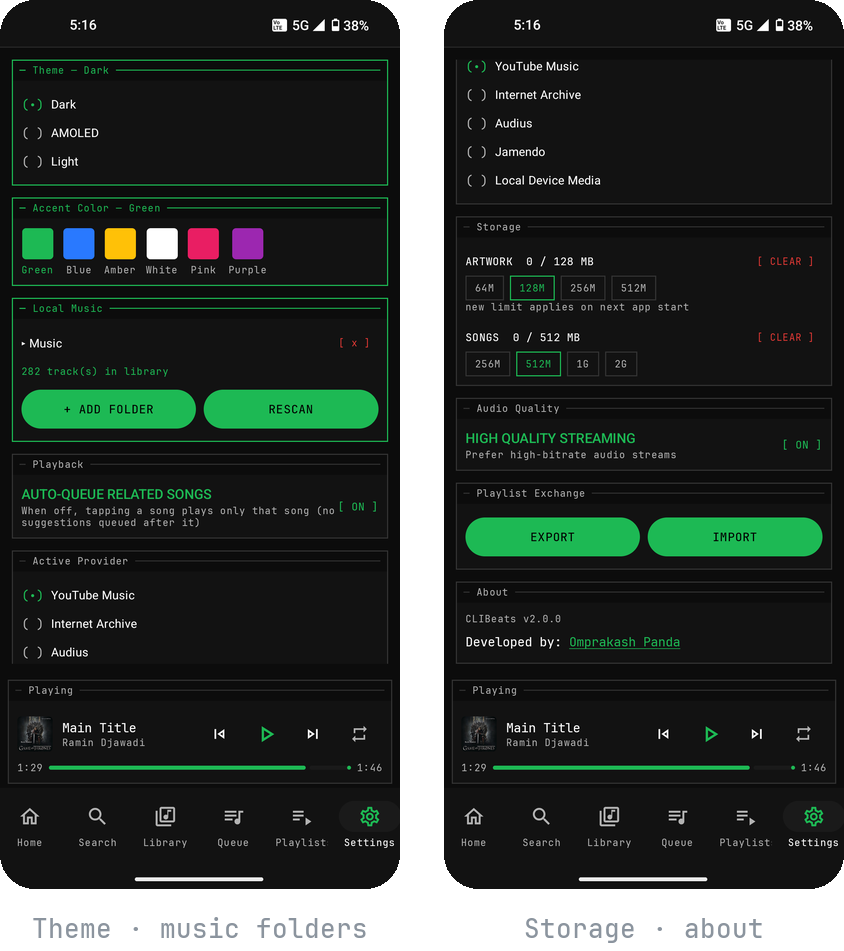 5:16
Vo LTE 5G 38%
Theme — Dark
(•) Dark
( ) AMOLED
( ) Light
Accent Color — Green
Green Blue Amber White Pink Purple
Local Music
▸ Music [ x ]
282 track(s) in library
+ ADD FOLDER RESCAN
Playback
AUTO-QUEUE RELATED SONGS
When off, tapping a song plays only that song (no [ ON ]
suggestions queued after it)
Active Provider
(•) YouTube Music
( ) Internet Archive
( ) Audius
Playing
Main Title
Ramin Djawadi
1:29 1:46
Home Search Library Queue Playlist Settings
Theme · music folders
5:16
Vo LTE 5G 38%
(•) YouTube Music
( ) Internet Archive
( ) Audius
( ) Jamendo
( ) Local Device Media
Storage
ARTWORK 0 / 128 MB [ CLEAR ]
64M 128M 256M 512M
new limit applies on next app start
SONGS 0 / 512 MB [ CLEAR ]
256M 512M 1G 2G
Audio Quality
HIGH QUALITY STREAMING
Prefer high-bitrate audio streams [ ON ]
Playlist Exchange
EXPORT IMPORT
About
CLIBeats v2.0.0
Developed by: Omprakash Panda
Playing
Main Title
Ramin Djawadi
1:29 1:46
Home Search Library Queue Playlist Settings
Storage · about